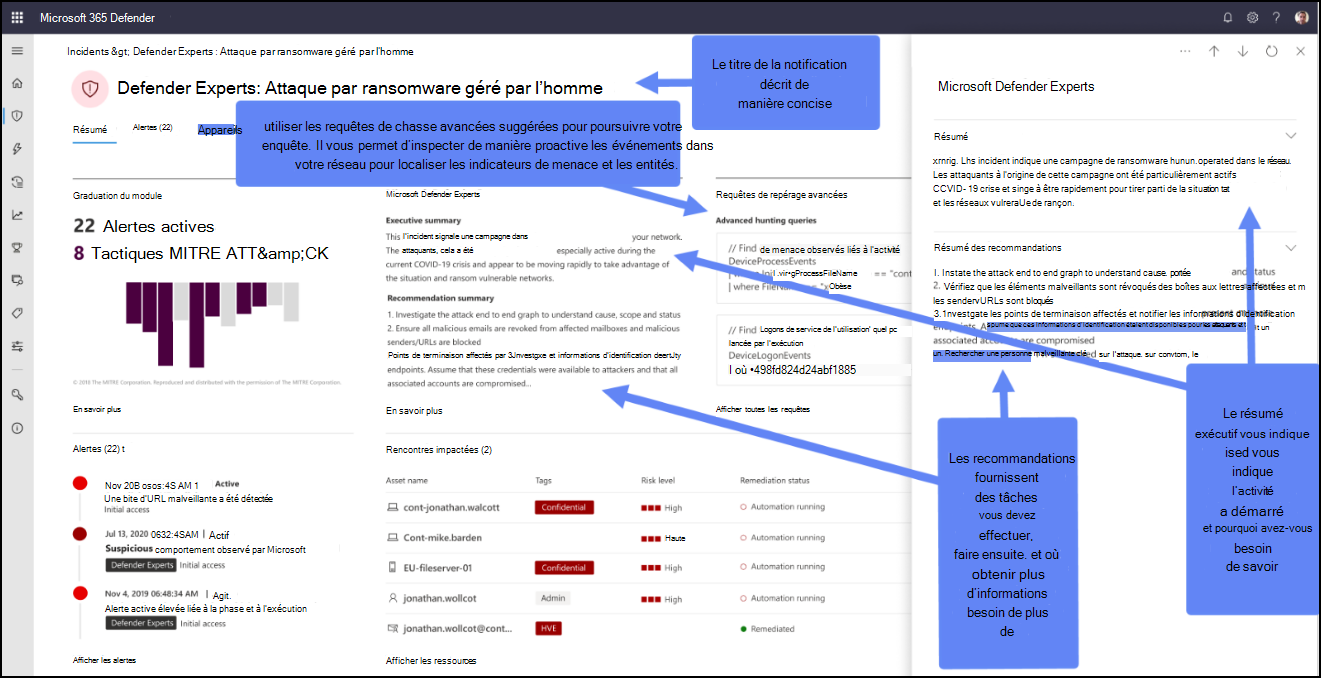 Microsoft 365 Defender
Incidents &gt; Defender Experts : Attaque par ransomware géré par l'homme
Defender Experts: Attaque par ransomware géré par l'homme
Le titre de la notification
décrit de
manière concise
Résumé
Alertes (22)
Appareils
utiliser les requêtes de chasse avancées suggérées pour poursuivre votre
enquête. Il vous permet d'inspecter de manière proactive les événements dans
votre réseau pour localiser les indicateurs de menace et les entités.
Graduation du module
22 Alertes actives
8 Tactiques MITRE ATT&amp;CK
© 2018 The MITRE Corporation. Reproduced and distributed with the permission of The MITRE Corporation.
En savoir plus
Microsoft Defender Experts
Executive summary
This l'incident signale une campagne dans your network.
The attaquants, cela a été especially active during the
current COVID-19 crisis and appear to be moving rapidly to take advantage of
the situation and ransom vulnerable networks.
Recommendation summary
1. Investigate the attack end to end graph to understand cause, scope and status
2. Ensure all malicious emails are revoked from affected mailboxes and malicious
senders/URLs are blocked
Points de terminaison affectés par 3.Jnvestgxe et informations d'identification deertJty
endpoints. Assume that these credentials were available to attackers and that all
associated accounts are compromised...
En savoir plus
Requêtes de repérage avancées
Advanced hunting queries
// Find de menace observés liés à l'activité
DeviceProcessEvents
== "cont
| where FileNa Obèse
// Find Logons de service de l'utilisation' quel pc
lancée par l'exécution
DeviceLogonEvents
I où •498fd824d24abf1885
Afficher toutes les requêtes
Alertes (22) t
Nov 20B osos:4S AM 1 Active
Une bite d'URL malveillante a été détectée
Initial access
Jul 13, 2020 0632:4SAM | Actif
Suspicious comportement observé par Microsoft
Defender Experts Initial access
Nov 4, 2019 06:48:34 AM | Agit.
Alerte active élevée liée à la phase et à l'exécution
Defender Experts Initial access
Afficher les alertes
Rencontres impactées (2)
Asset name Tags Risk level Remediation status
cont-jonathan.walcott Confidential High Automation running
Cont-mike.barden Haute Automation running
EU-fileserver-01 Confidential High Automation running
jonathan.wollcot Admin High Automation running
jonathan.wollcot@cont... HVE Remediated
Afficher les ressources
Microsoft Defender Experts
Résumé
xrnrig. Lhs incident indique une campagne de ransomware hunun.operated dans le réseau.
Les attaquants à l'origine de cette campagne ont été particulièrement actifs
CCVID- 19 crise et singe à être rapidement pour tirer parti de la situation tat
et les réseaux vulreraUe de rançon.
Résumé des recommandations
I. Instate the attack end to end graph to understand cause. portée and status
2. Vérifiez que les éléments malveillants sont révoqués des boîtes aux lettres affectées et m
les sendervURLs sont bloqués
3.1nvestgate les points de terminaison affectés et notifier les informations d'identification
endpoints. A assume que ces informations d'identification étaient disponibles pour les attaquants et t un
associated accounts are compromised
un. Rechercher une personne malveillante clé ed sur l'attaque. sur convtom, le
Les recommandations
fournissent
des tâches
vous devez
effectuer,
faire ensuite. et où
obtenir plus
d'informations
besoin de plus
de
Le résumé
exécutif vous indique
ised vous
indique
l'activité
a démarré
et pourquoi avez-vous
besoin
de savoir